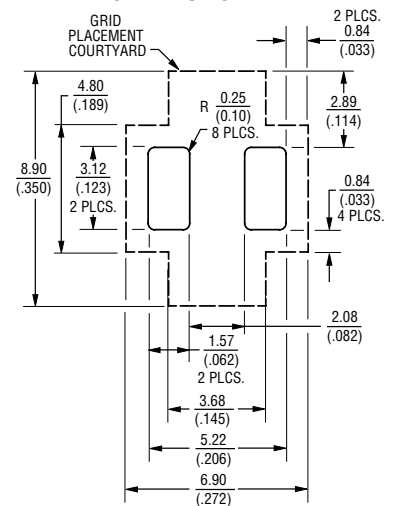 GRID
PLACEMENT
COURTYARD
2 PLCS.
0.84
(.033)
4.80
(.189)
R 0.25
(0.10)
8 PLCS.
2.89
(.114)
8.90
(.350)
3.12
(.123)
2 PLCS.
0.84
(.033)
4 PLCS.
2.08
(.082)
1.57
(.062)
2 PLCS.
3.68
(.145)
5.22
(.206)
6.90
(.272)